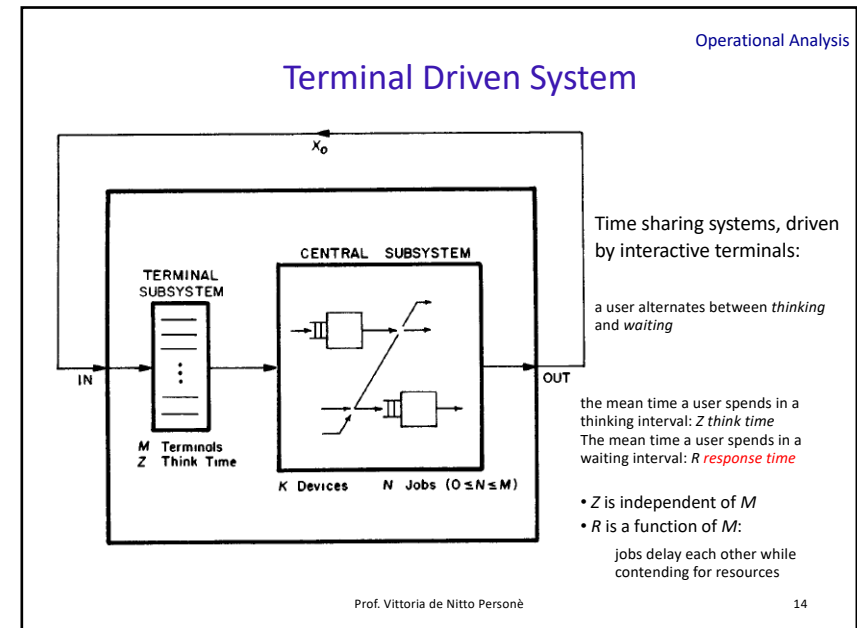 Operational Analysis
Terminal Driven System
X₀
CENTRAL SUBSYSTEM
TERMINAL
SUBSYSTEM
IN
OUT
M Terminals
Z Think Time
K Devices N Jobs (0≤N≤M)
Time sharing systems, driven
by interactive terminals:
a user alternates between thinking
and waiting
the mean time a user spends in a
thinking interval: Z think time
The mean time a user spends in a
waiting interval: R response time
• Z is independent of M
• R is a function of M:
jobs delay each other while
contending for resources
Prof. Vittoria de Nitto Personè
14